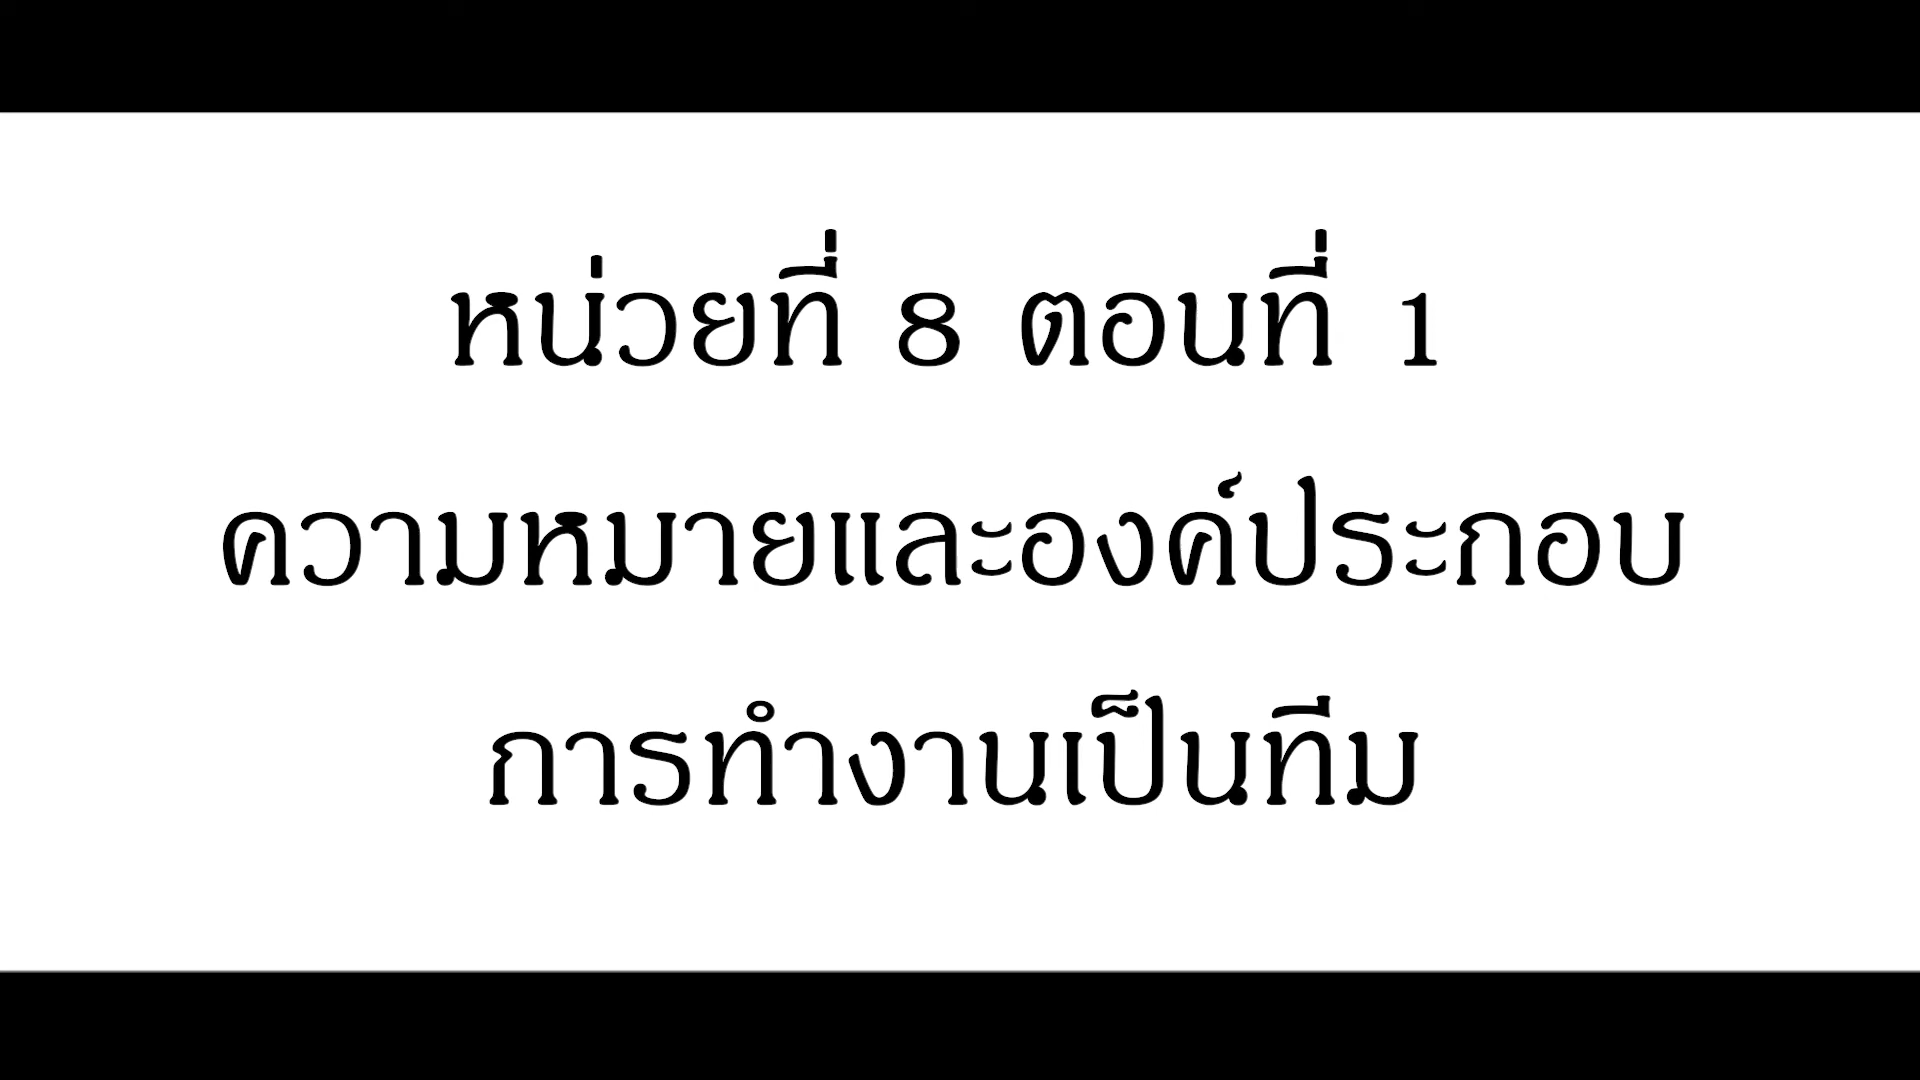 หน่วยที่ 8 ตอนที่ 1
ความหมายและองค์ประกอบ
การทำงานเป็นทีม